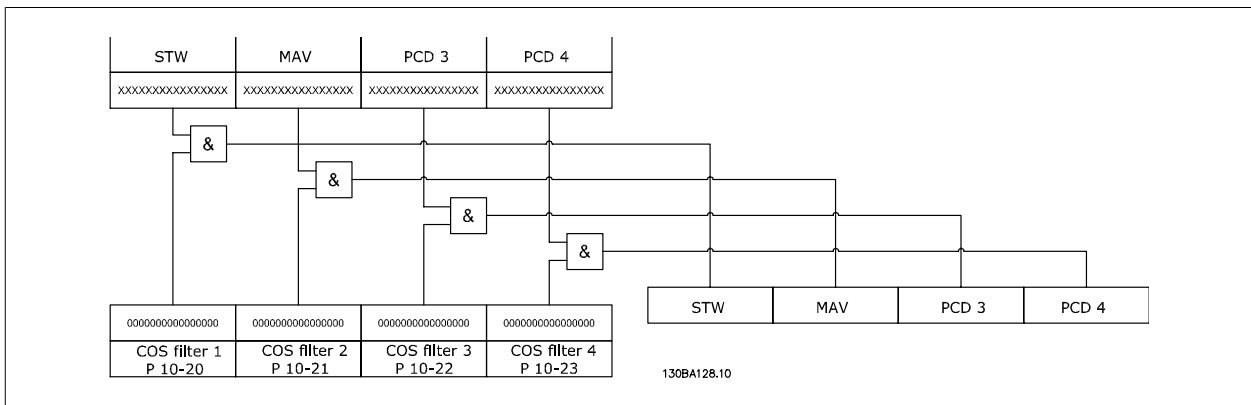 STW MAV PCD 3 PCD 4
XXXXXXXXXXXXXXXX XXXXXXXXXXXXXXXX XXXXXXXXXXXXXXXX XXXXXXXXXXXXXXXX
&
&
&
&
STW MAV PCD 3 PCD 4
0000000000000000 0000000000000000 0000000000000000 0000000000000000
COS filter 1 COS filter 2 COS filter 3 COS filter 4
P 10-20 P 10-21 P 10-22 P 10-23
130BA128.10